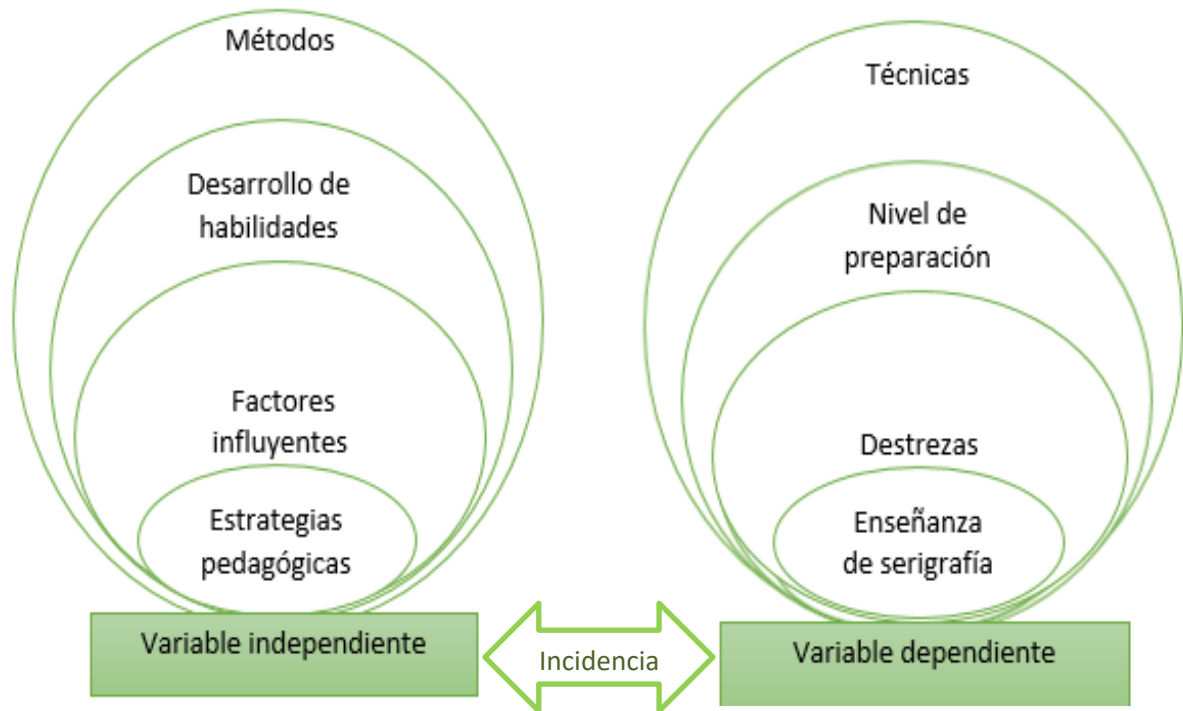 Métodos
Desarrollo de
habilidades
Factores
influyentes
Estrategias
pedagógicas
Variable independiente
Incidencia
Técnicas
Nivel de
preparación
Destrezas
Enseñanza
de serigrafía
Variable dependiente